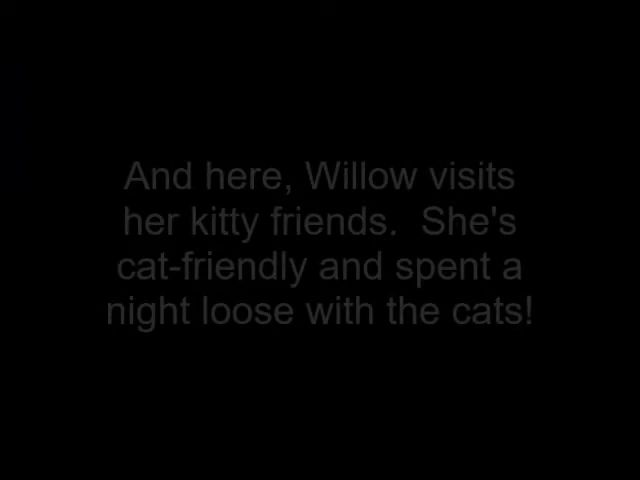 And here, Willow visits
her kitty friends.  She's
cat-friendly and spent a
night loose with the cats!